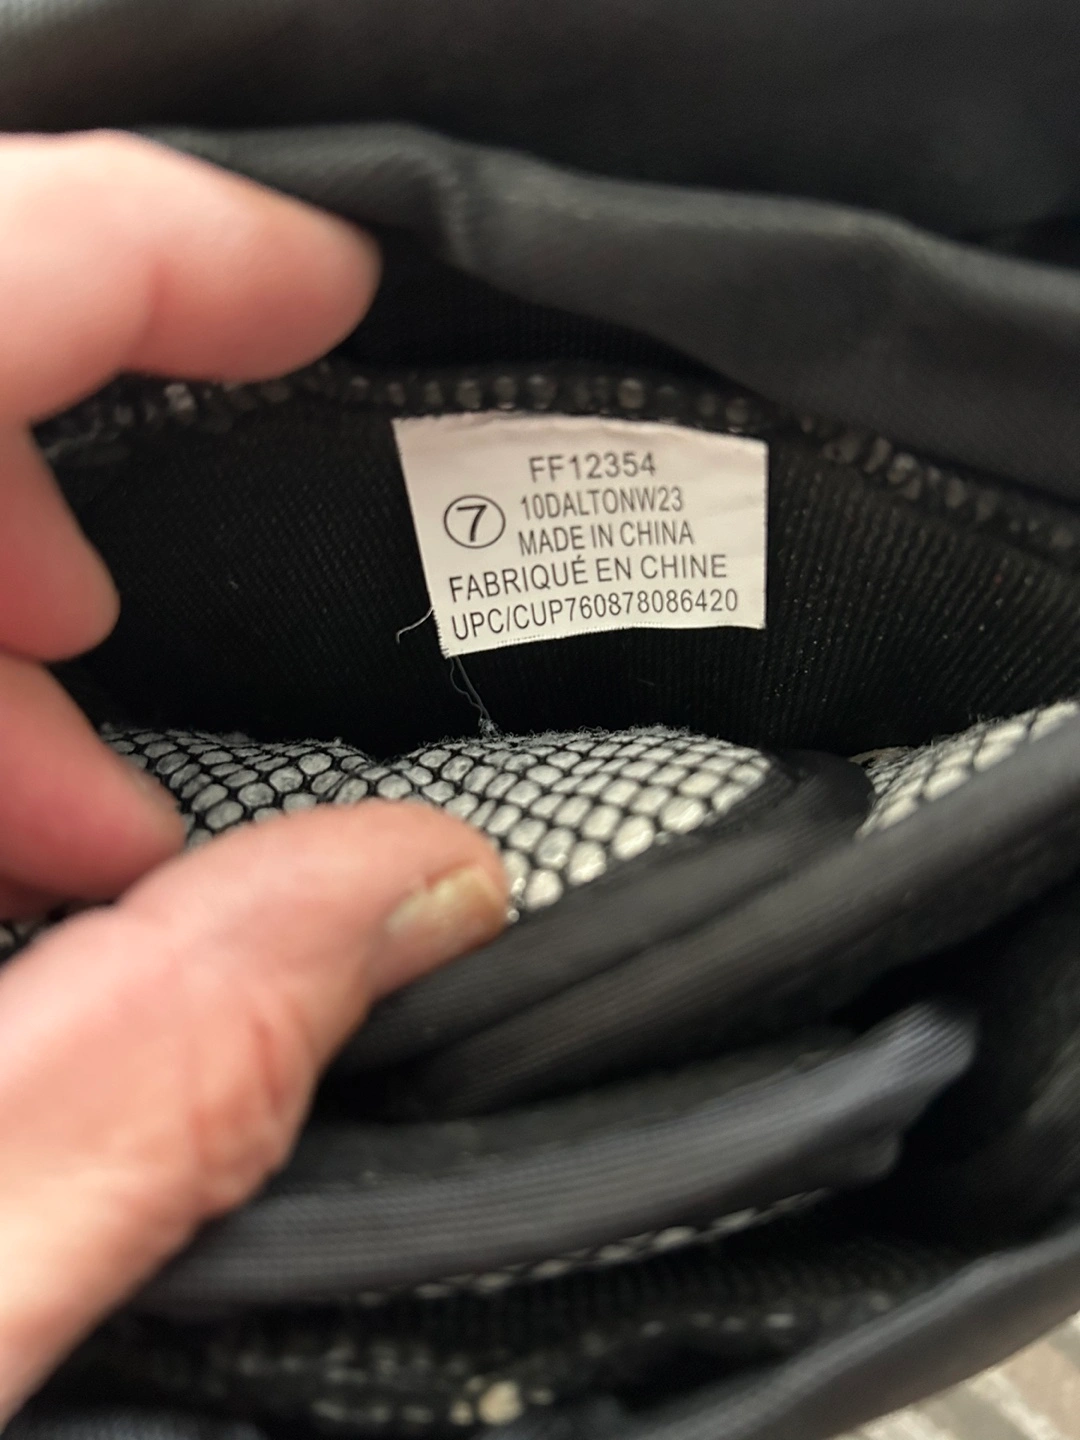 FF12354
⑦ 10DALTONW23
MADE IN CHINA
FABRIQUÉ EN CHINE
UPC/CUP760878086420